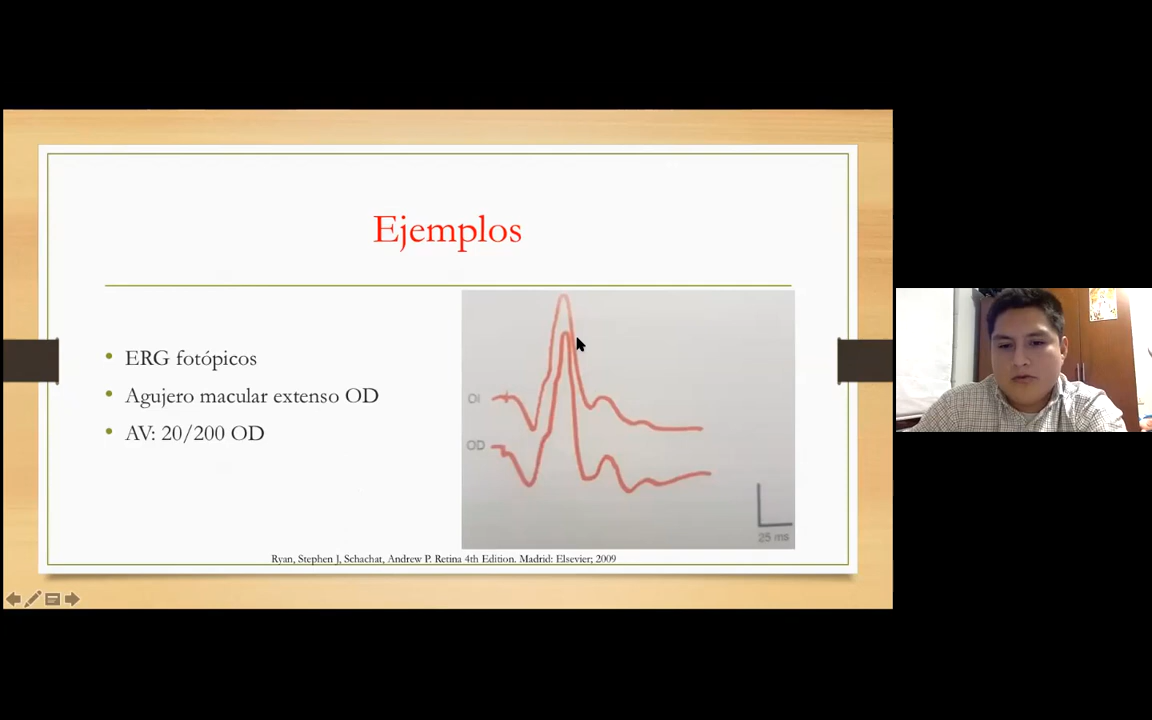 Ejemplos
ERG fotópicos
Agujero macular extenso OD
AV: 20/200 OD
OI
OD
25 ms
Ryan, Stephen J, Schachat, Andrew P. Retina 4th Edition. Madrid: Elsevier; 2009